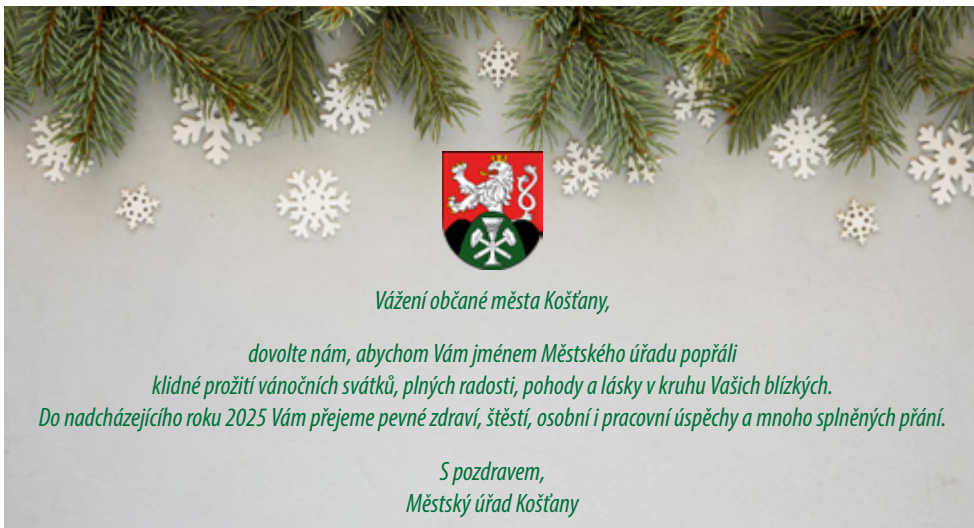 Vážení občané města Košťany,
dovolte nám, abychom Vám jménem Městského úřadu popřáli
klidné prožití vánočních svátků, plných radosti, pohody a lásky v kruhu Vašich blízkých.
Do nadcházejícího roku 2025 Vám přejeme pevné zdraví, štěstí, osobní i pracovní úspěchy a mnoho splněných přání.
S pozdravem,
Městský úřad Košťany